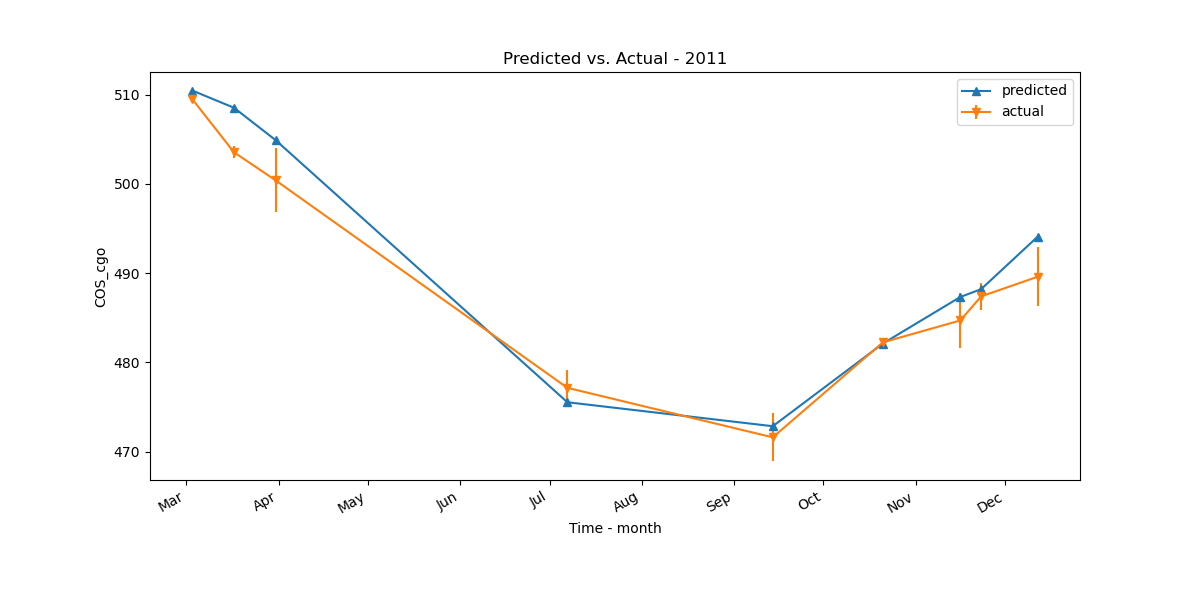 Predicted vs. Actual - 2011
predicted
actual
510
500
490
480
470
COS_cgo
Mar
Apr
May
Jun
Jul
Aug
Sep
Oct
Nov
Dec
Time - month